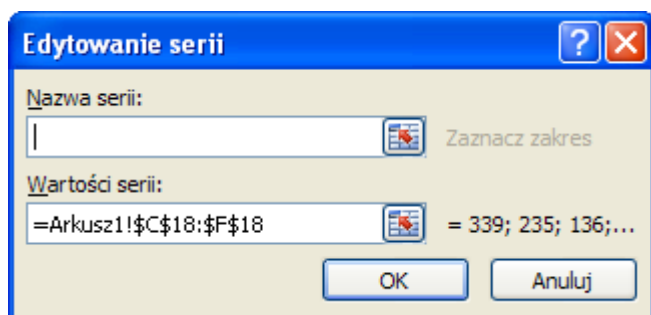 Edytowanie serii
Nazwa serii:
Zaznacz zakres
Wartości serii:
=Arkusz1!$C$18:$F$18 = 339; 235; 136;...
OK Anuluj